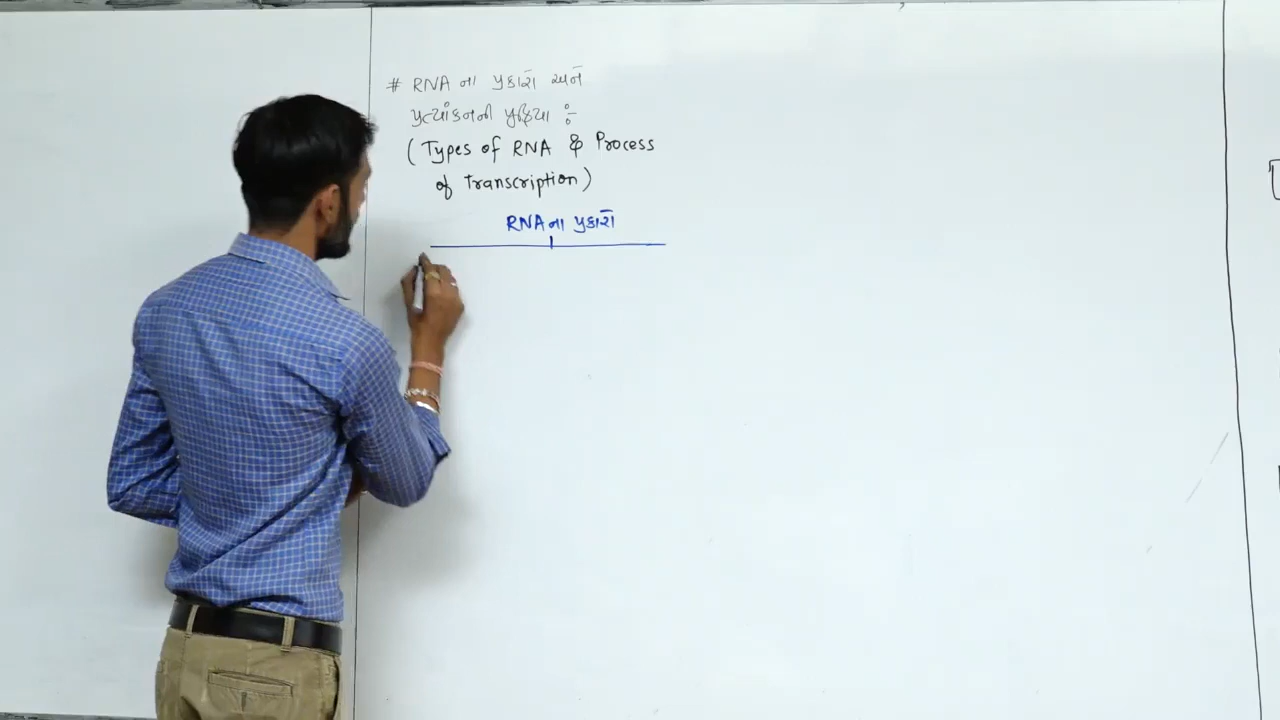 # RNA ના પ્રકારો અને
પ્રત્યાંકનની પ્રક્રિયા :-
(Types of RNA & Process
of Transcription)
RNA ના પ્રકારો